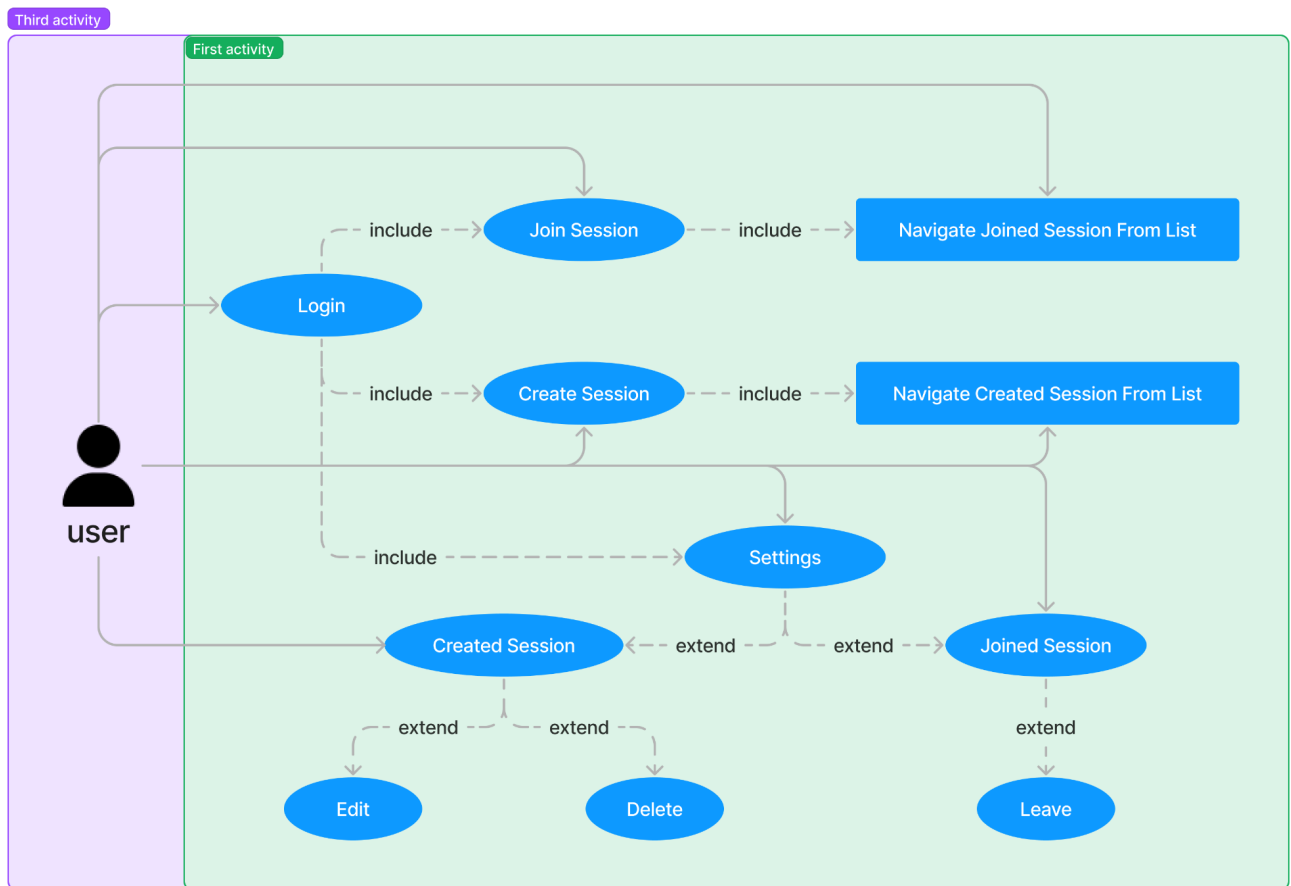 Third activity
First activity
include
Join Session
include
Navigate Joined Session From List
Login
include
Create Session
include
Navigate Created Session From List
user
include
Settings
Created Session
extend
extend
Joined Session
extend
extend
extend
Edit
Delete
Leave